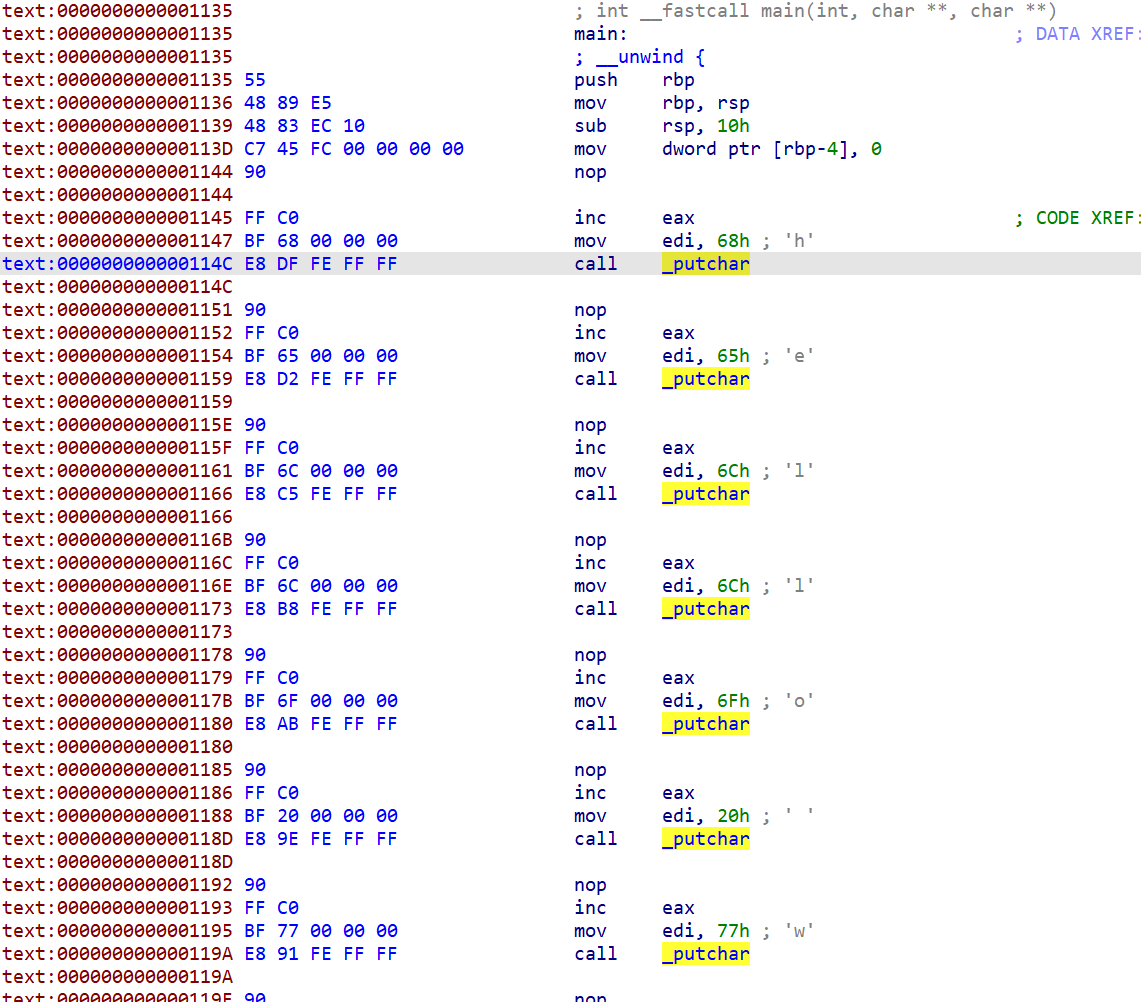 text:0000000000001135 ; int __fastcall main(int, char **, char **)
text:0000000000001135 main: ; DATA XREF:
text:0000000000001135 ; __unwind {
text:0000000000001135 55 push rbp
text:0000000000001136 48 89 E5 mov rbp, rsp
text:0000000000001139 48 83 EC 10 sub rsp, 10h
text:000000000000113D C7 45 FC 00 00 00 00 mov dword ptr [rbp-4], 0
text:0000000000001144 90 nop
text:0000000000001144
text:0000000000001145 FF C0 inc eax ; CODE XREF:
text:0000000000001147 BF 68 00 00 00 mov edi, 68h ; 'h'
text:000000000000114C E8 DF FE FF FF call _putchar
text:000000000000114C
text:0000000000001151 90 nop
text:0000000000001152 FF C0 inc eax
text:0000000000001154 BF 65 00 00 00 mov edi, 65h ; 'e'
text:0000000000001159 E8 D2 FE FF FF call _putchar
text:0000000000001159
text:000000000000115E 90 nop
text:000000000000115F FF C0 inc eax
text:0000000000001161 BF 6C 00 00 00 mov edi, 6Ch ; 'l'
text:0000000000001166 E8 C5 FE FF FF call _putchar
text:0000000000001166
text:000000000000116B 90 nop
text:000000000000116C FF C0 inc eax
text:000000000000116E BF 6C 00 00 00 mov edi, 6Ch ; 'l'
text:0000000000001173 E8 B8 FE FF FF call _putchar
text:0000000000001173
text:0000000000001178 90 nop
text:0000000000001179 FF C0 inc eax
text:000000000000117B BF 6F 00 00 00 mov edi, 6Fh ; 'o'
text:0000000000001180 E8 AB FE FF FF call _putchar
text:0000000000001180
text:0000000000001185 90 nop
text:0000000000001186 FF C0 inc eax
text:0000000000001188 BF 20 00 00 00 mov edi, 20h ; ' '
text:000000000000118D E8 9E FE FF FF call _putchar
text:000000000000118D
text:0000000000001192 90 nop
text:0000000000001193 FF C0 inc eax
text:0000000000001195 BF 77 00 00 00 mov edi, 77h ; 'w'
text:000000000000119A E8 91 FE FF FF call _putchar
text:000000000000119A
text:000000000000119F 90 nop